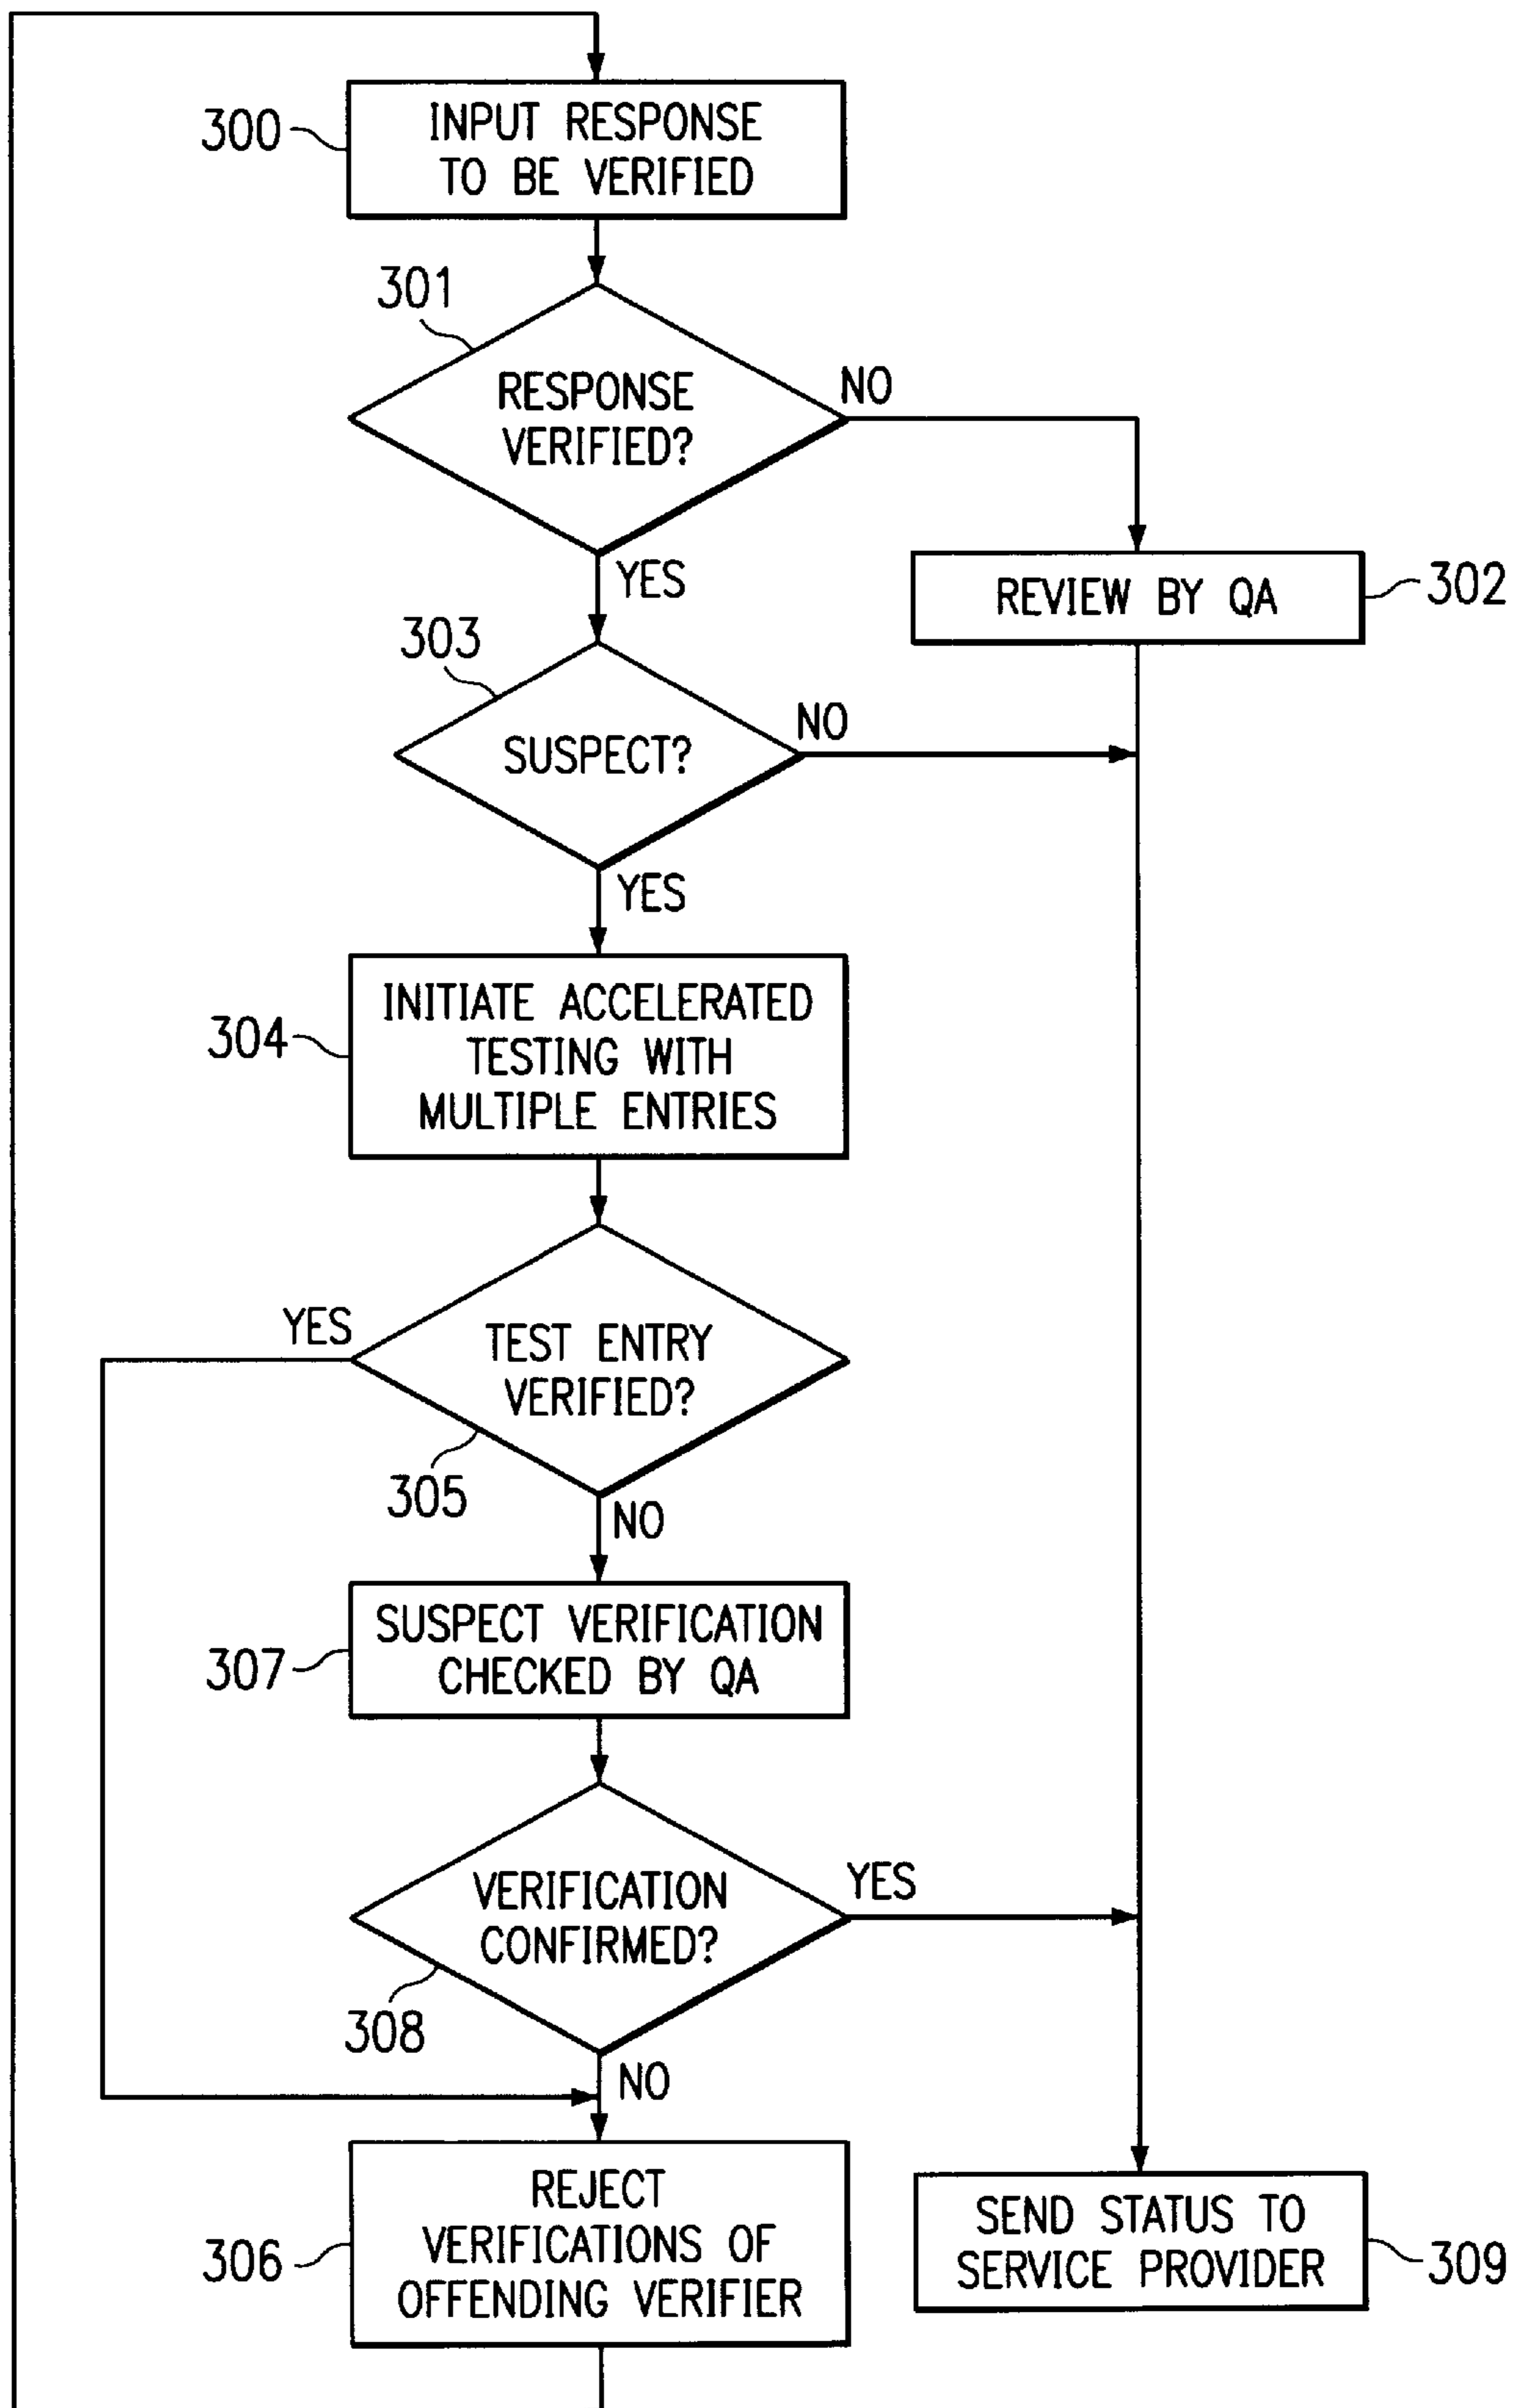 300
INPUT RESPONSE
TO BE VERIFIED
301
RESPONSE
VERIFIED?
NO
YES
REVIEW BY QA
302
303
SUSPECT?
NO
YES
304
INITIATE ACCELERATED
TESTING WITH
MULTIPLE ENTRIES
YES
TEST ENTRY
VERIFIED?
305
NO
307
SUSPECT VERIFICATION
CHECKED BY QA
VERIFICATION
CONFIRMED?
YES
308
NO
306
REJECT
VERIFICATIONS OF
OFFENDING VERIFIER
SEND STATUS TO
SERVICE PROVIDER
309